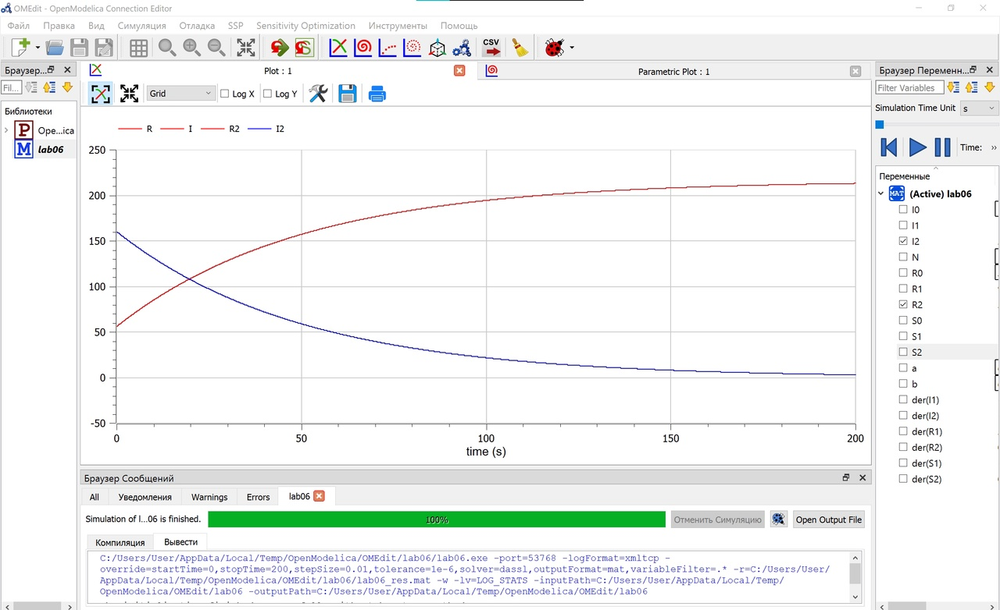 OMEdit - OpenModelica Connection Editor
Файл Правка Вид Симуляция Отладка SSP Sensitivity Optimization Инструменты Помощь
CSV
Браузер...
Plot : 1
Parametric Plot : 1
Браузер Переменн...
Fil...
Grid
Log X
Log Y
Filter Variables
Библиотеки
Simulation Time Unit s
P Ope...ica
M lab06
Time: »
R I R2 I2
Переменные
MAT (Active) lab06
I0
I1
I2
N
R0
R1
R2
S0
S1
S2
a
b
der(I1)
der(I2)
der(R1)
der(R2)
der(S1)
der(S2)
250
200
150
100
50
0
-50
0 50 100 150 200
time (s)
Браузер Сообщений
All Уведомления Warnings Errors lab06
Simulation of l...06 is finished. 100% Отменить Симуляцию Open Output File
Компиляция Вывести
C:/Users/User/AppData/Local/Temp/OpenModelica/OMEdit/lab06/lab06.exe -port=53768 -logFormat=xmltcp -
override=startTime=0,stopTime=200,stepSize=0.01,tolerance=1e-6,solver=dassl,outputFormat=mat,variableFilter=.* -r=C:/Users/User/
AppData/Local/Temp/OpenModelica/OMEdit/lab06/lab06_res.mat -w -lv=LOG_STATS -inputPath=C:/Users/User/AppData/Local/Temp/
OpenModelica/OMEdit/lab06 -outputPath=C:/Users/User/AppData/Local/Temp/OpenModelica/OMEdit/lab06